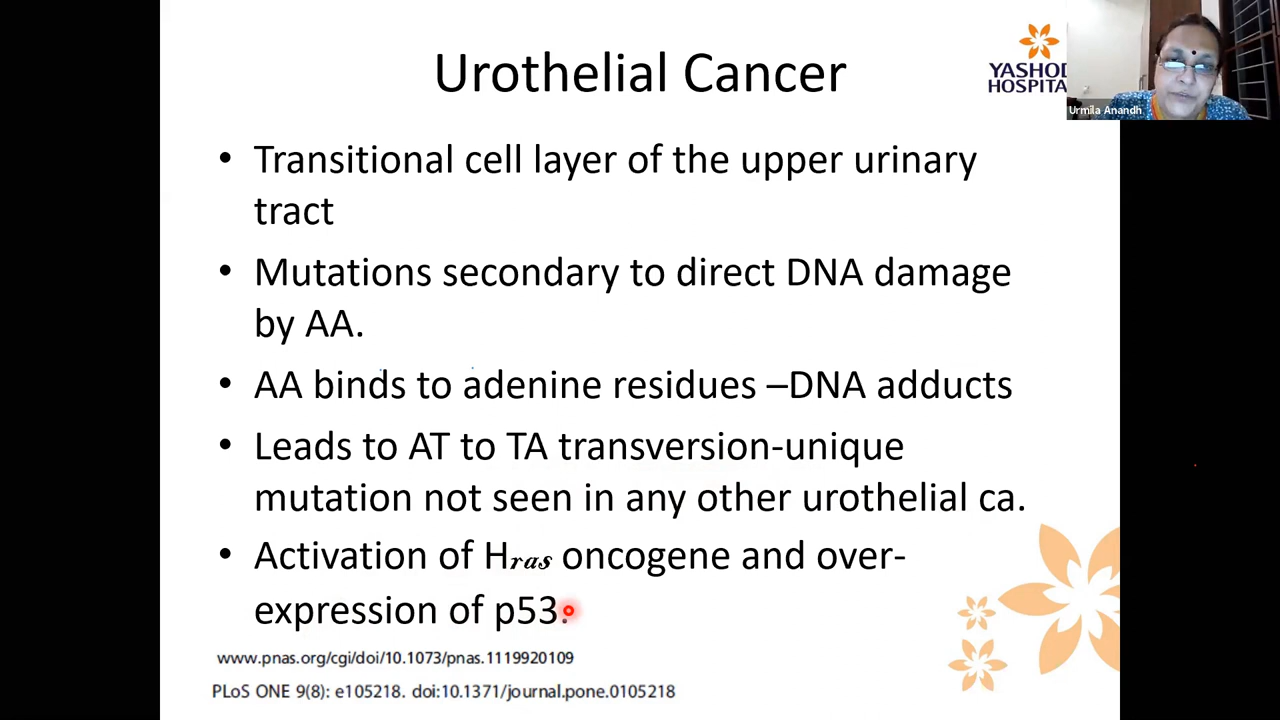 Urothelial Cancer
YASHOD
HOSPITA
Urmila Anandh
• Transitional cell layer of the upper urinary
tract
• Mutations secondary to direct DNA damage
by AA.
• AA binds to adenine residues –DNA adducts
• Leads to AT to TA transversion-unique
mutation not seen in any other urothelial ca.
• Activation of Hras oncogene and over-
expression of p53.
www.pnas.org/cgi/doi/10.1073/pnas.1119920109
PLoS ONE 9(8): e105218. doi:10.1371/journal.pone.0105218